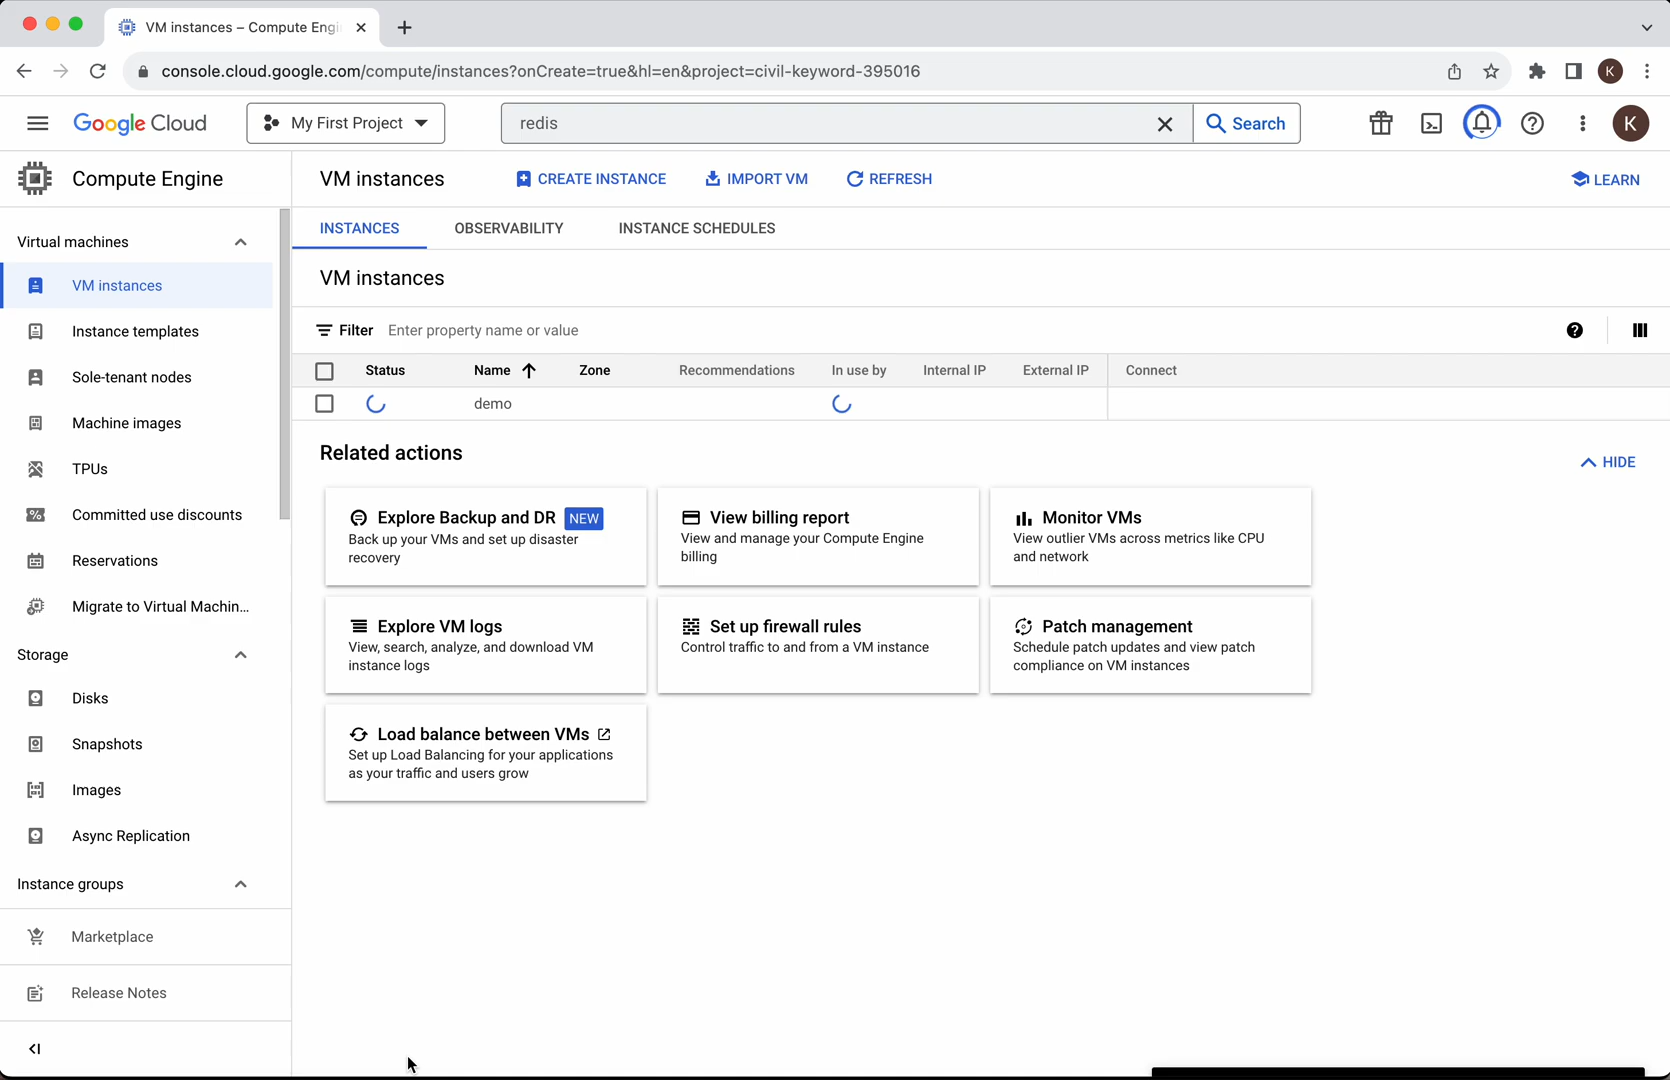 VM instances – Compute Engi
console.cloud.google.com/compute/instances?onCreate=true&hl=en&project=civil-keyword-395016
K
Google Cloud
My First Project
redis
Search
K
Compute Engine
VM instances
CREATE INSTANCE
IMPORT VM
REFRESH
LEARN
Virtual machines
VM instances
Instance templates
Sole-tenant nodes
Machine images
TPUs
Committed use discounts
Reservations
Migrate to Virtual Machin...
Storage
Disks
Snapshots
Images
Async Replication
Instance groups
Marketplace
Release Notes
INSTANCES
OBSERVABILITY
INSTANCE SCHEDULES
VM instances
Filter Enter property name or value
Status Name Zone Recommendations In use by Internal IP External IP Connect
demo
Related actions
HIDE
Explore Backup and DR NEW
Back up your VMs and set up disaster
recovery
View billing report
View and manage your Compute Engine
billing
Monitor VMs
View outlier VMs across metrics like CPU
and network
Explore VM logs
View, search, analyze, and download VM
instance logs
Set up firewall rules
Control traffic to and from a VM instance
Patch management
Schedule patch updates and view patch
compliance on VM instances
Load balance between VMs
Set up Load Balancing for your applications
as your traffic and users grow